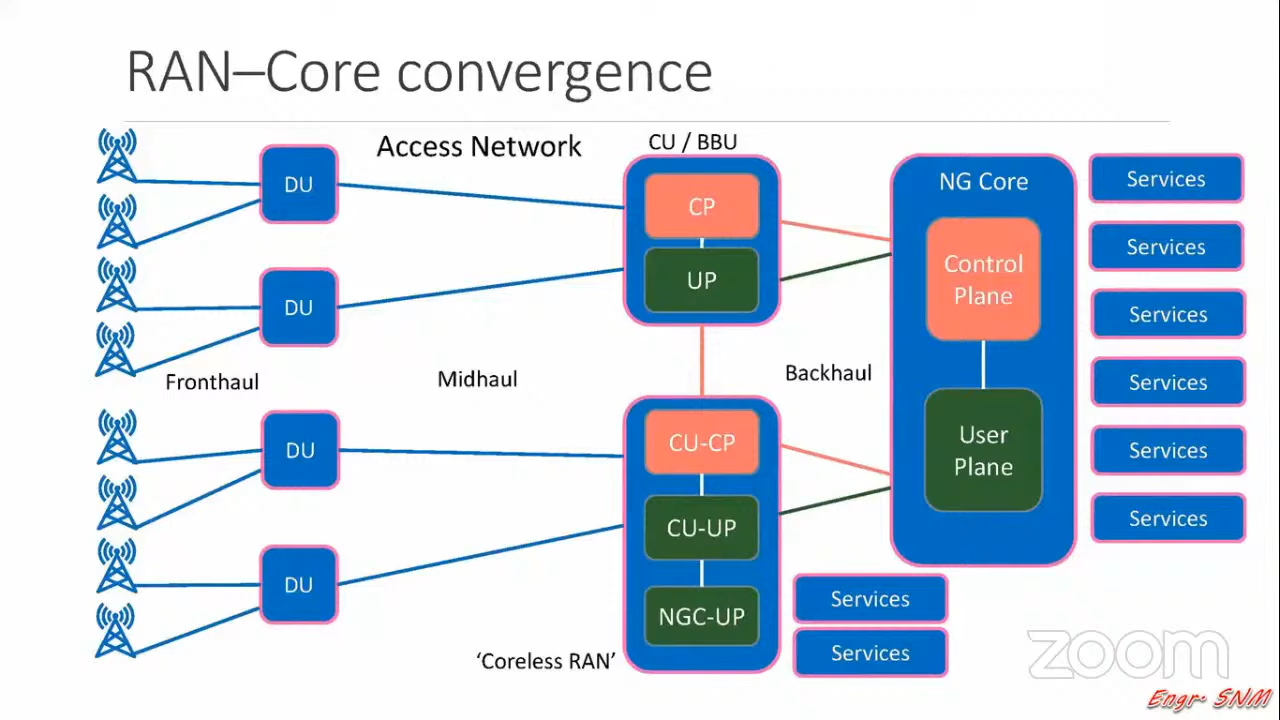 RAN–Core convergence
Access Network
CU / BBU
DU
DU
DU
DU
Fronthaul
Midhaul
Backhaul
CP
UP
CU-CP
CU-UP
NGC-UP
'Coreless RAN'
NG Core
Control
Plane
User
Plane
Services
Services
Services
Services
Services
Services
Services
Services
zoom
Engr. SNM